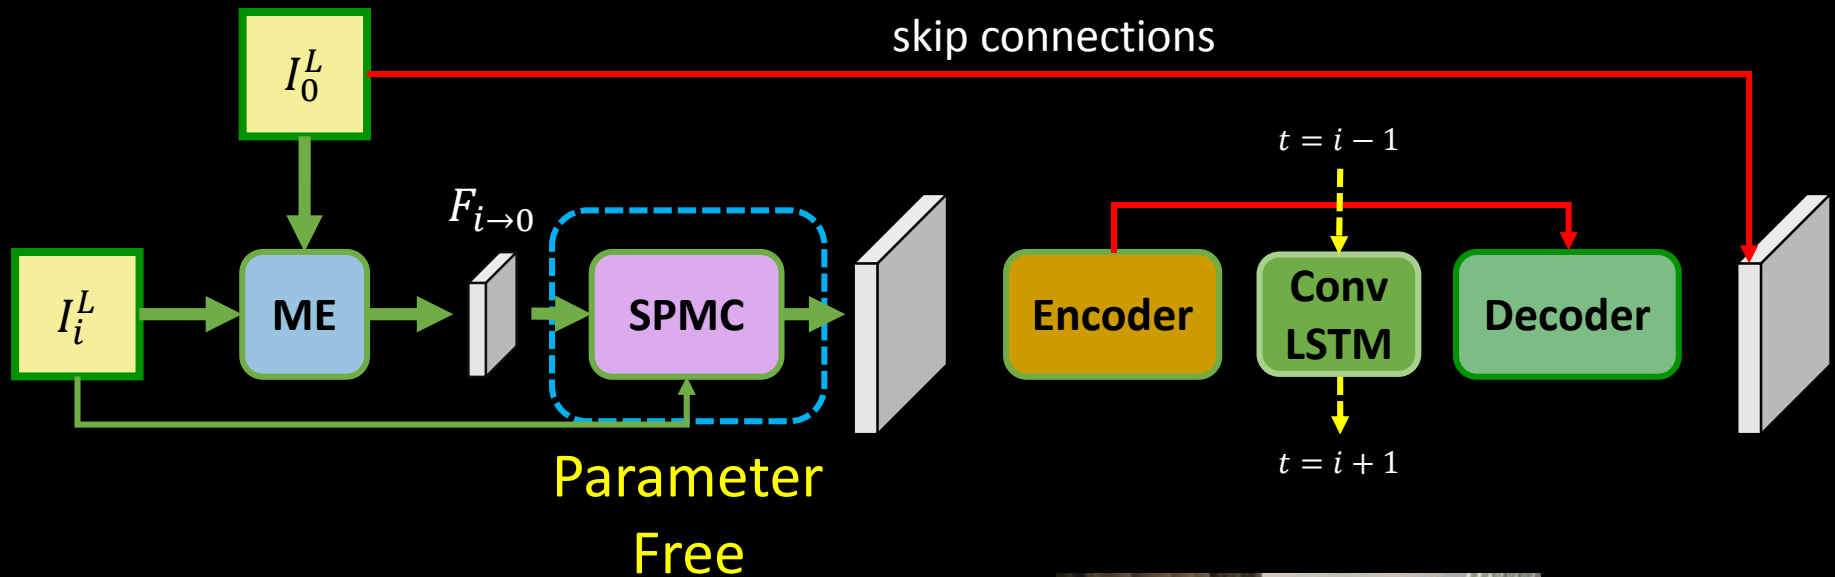 skip connections
I_0^L
t = i − 1
F_{i→0}
I_i^L
ME
SPMC
Encoder
Conv
LSTM
Decoder
t = i + 1
Parameter
Free